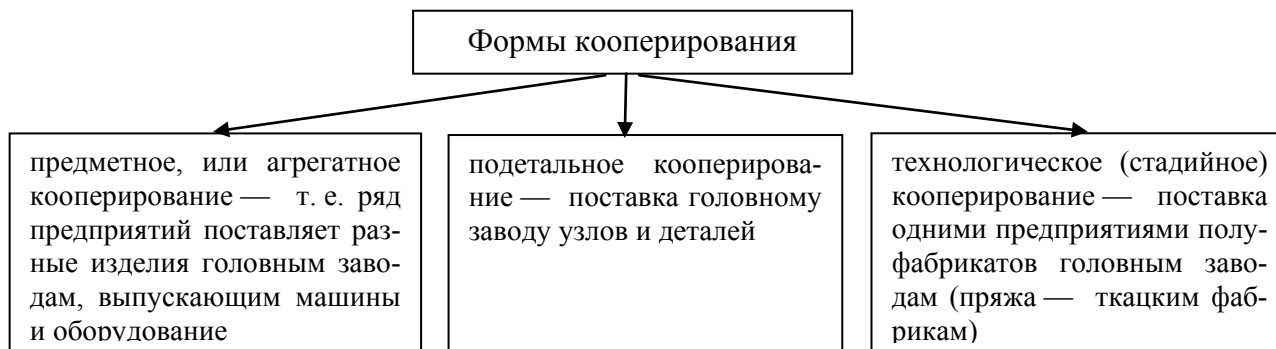 Формы кооперирования
предметное, или агрегатное
кооперирование — т. е. ряд
предприятий поставляет раз-
ные изделия головным заво-
дам, выпускающим машины
и оборудование
подетальное кооперирова-
ние — поставка головному
заводу узлов и деталей
технологическое (стадийное)
кооперирование — поставка
одними предприятиями полу-
фабрикатов головным заво-
дам (пряжа — ткацким фаб-
рикам)